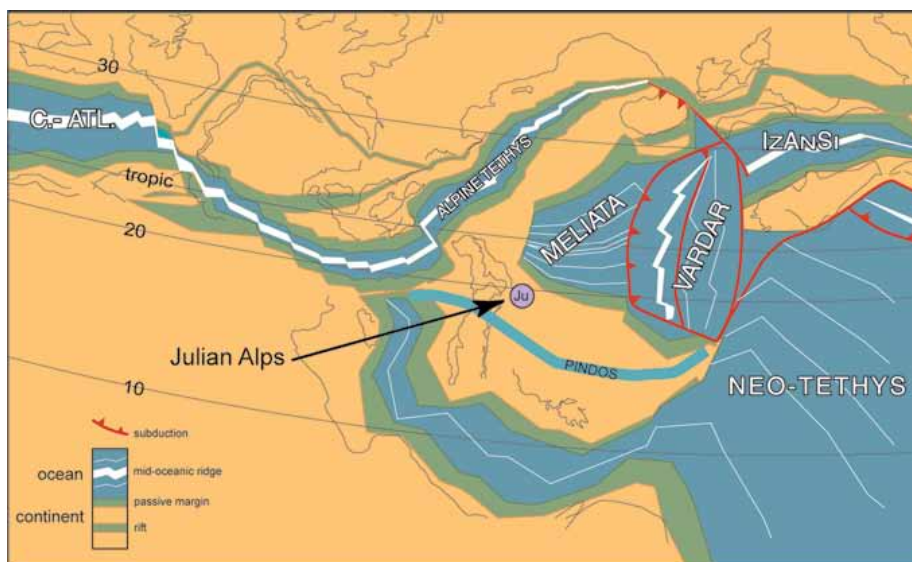 30
C.- ATL.
tropic
20
ALPINE TETHYS
IZANSI
MELIATA
VARDAR
Ju
Julian Alps
PINDOS
10
NEO-TETHYS
subduction
ocean
mid-oceanic ridge
passive margin
continent
rift